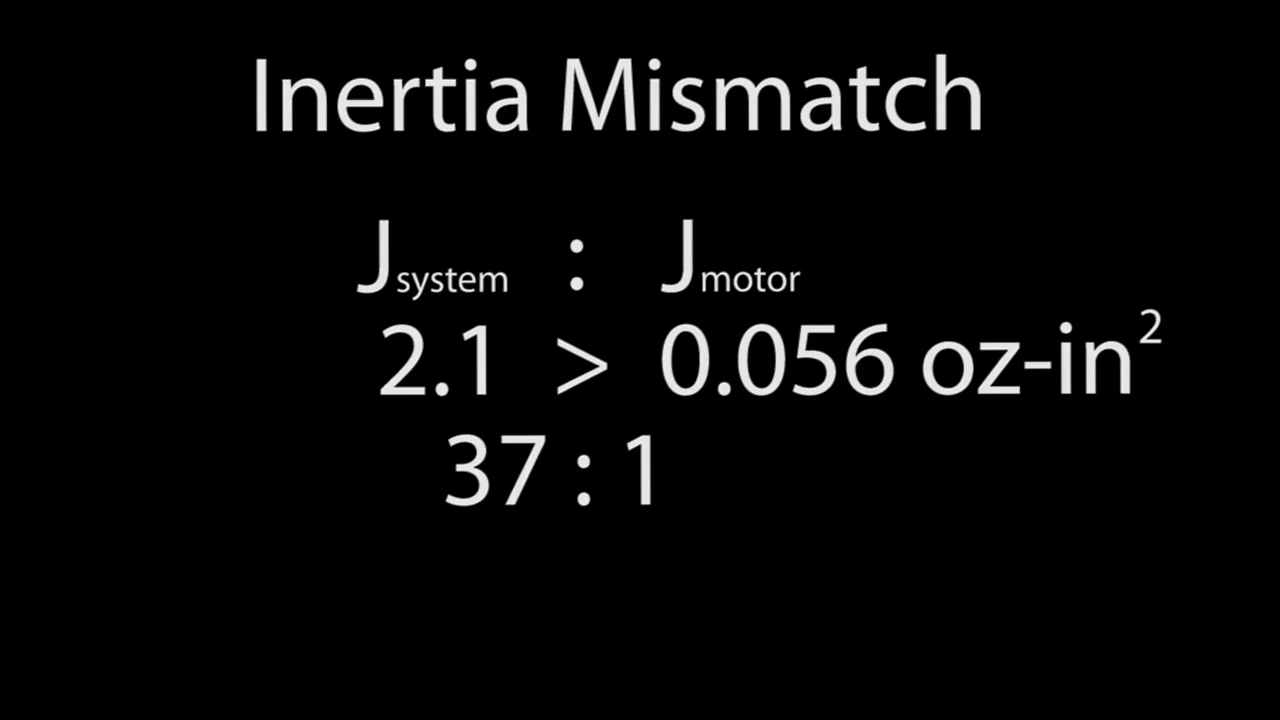 Inertia Mismatch
Jsystem : Jmotor
2.1 > 0.056 oz-in²
37 : 1